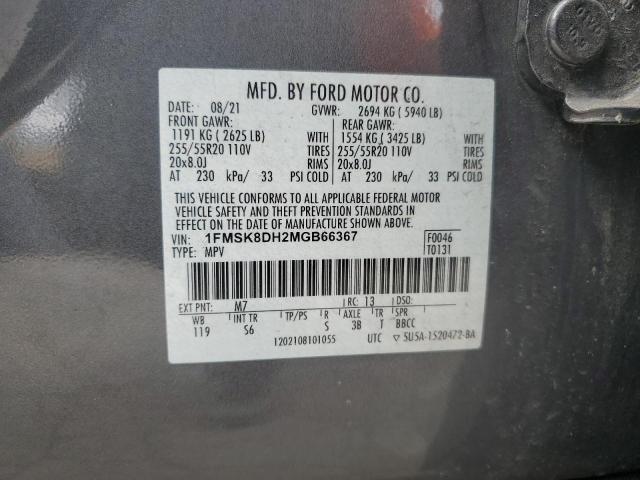 MFD. BY FORD MOTOR CO.
DATE: 08/21 GVWR: 2694 KG ( 5940 LB)
FRONT GAWR: REAR GAWR:
1191 KG ( 2625 LB) WITH 1554 KG ( 3425 LB) WITH
255/55R20 110V TIRES 255/55R20 110V TIRES
20x8.0J RIMS 20x8.0J RIMS
AT 230 kPa/ 33 PSI COLD AT 230 kPa/ 33 PSI COLD
THIS VEHICLE CONFORMS TO ALL APPLICABLE FEDERAL MOTOR
VEHICLE SAFETY AND THEFT PREVENTION STANDARDS IN
EFFECT ON THE DATE OF MANUFACTURE SHOWN ABOVE.
VIN: 1FMSK8DH2MGB66367 F0046
TYPE: MPV T0131
EXT PNT: M7 RC: 13 DSO:
WB INT TR TP/PS R AXLE TR SPR
119 S6 S 3B T BBCC
1202108101055 UTC ▽ 5U5A-1520472-BA